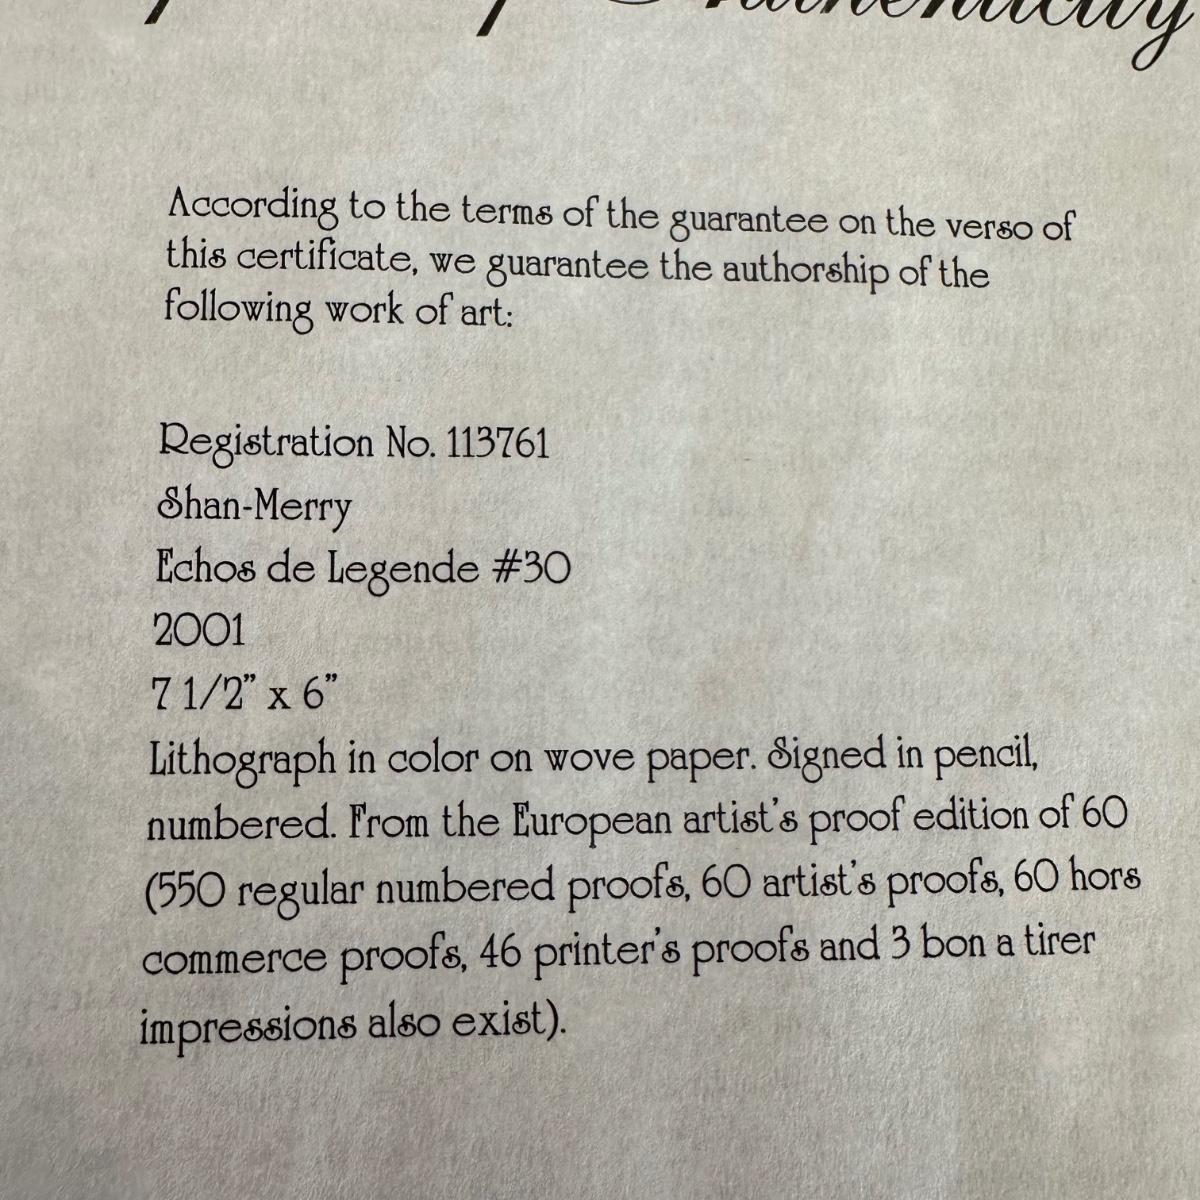 Authenticity
According to the terms of the guarantee on the verso of
this certificate, we guarantee the authorship of the
following work of art:
Registration No. 113761
Shan-Merry
Echos de Legende #30
2001
7 1/2” x 6”
Lithograph in color on wove paper. Signed in pencil,
numbered. From the European artist's proof edition of 60
(550 regular numbered proofs, 60 artist's proofs, 60 hors
commerce proofs, 46 printer's proofs and 3 bon a tirer
impressions also exist).